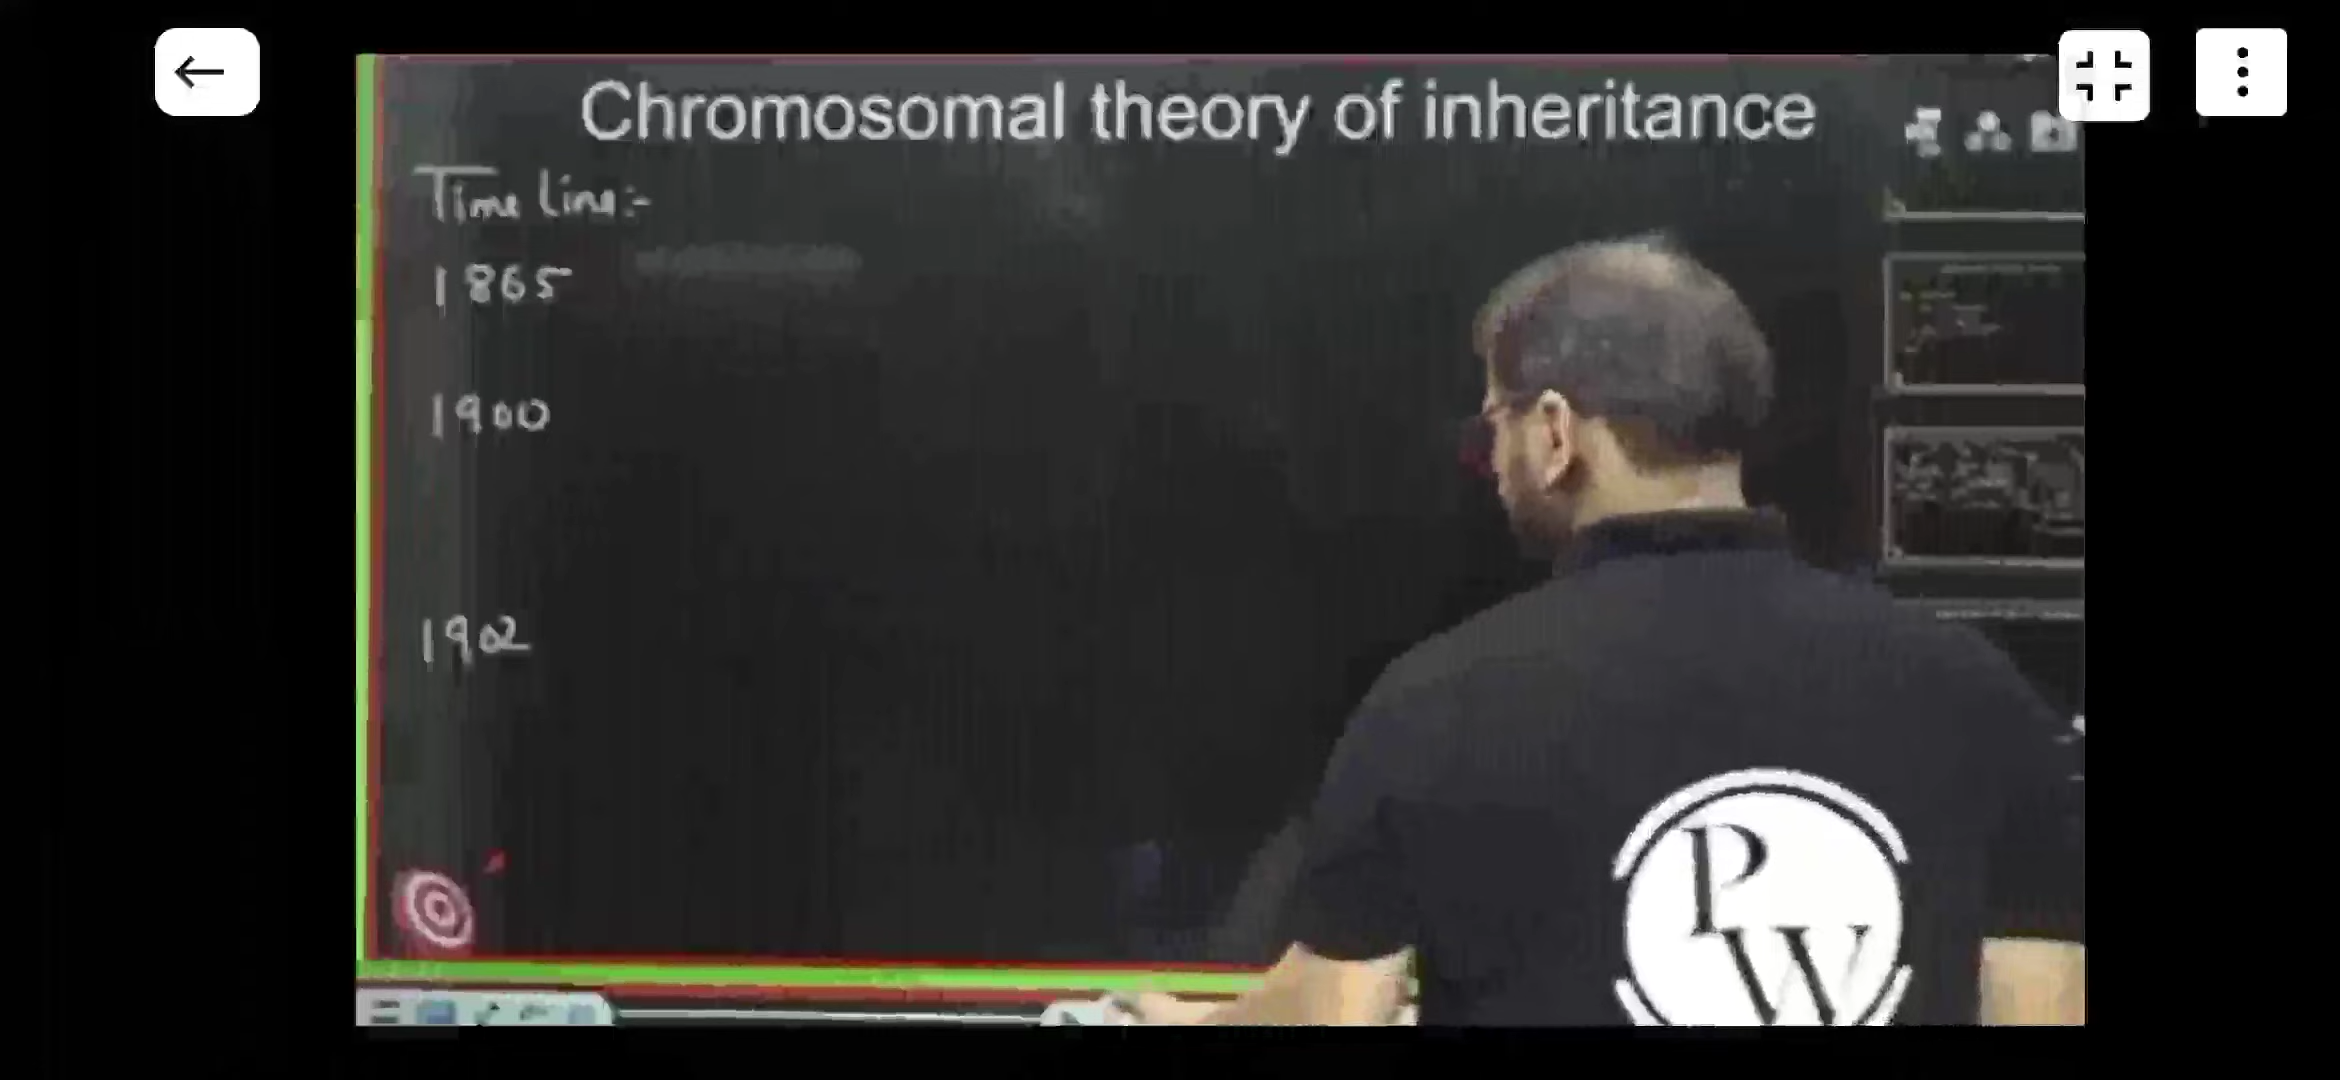 Chromosomal theory of inheritance
Time line:-
1865
1900
1902
PW